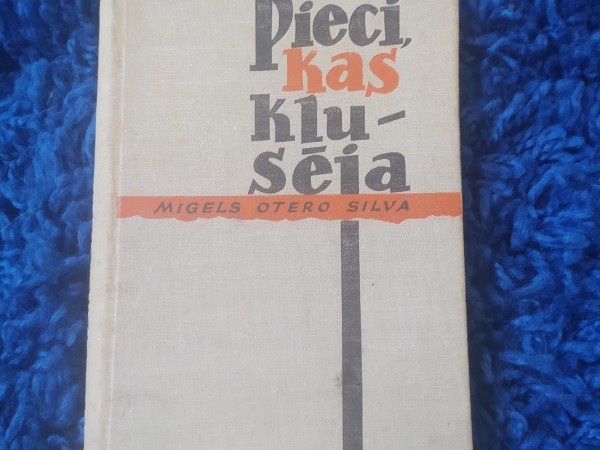 Pieci,
kas
klu-
sēja
MIGELS OTERO SILVA